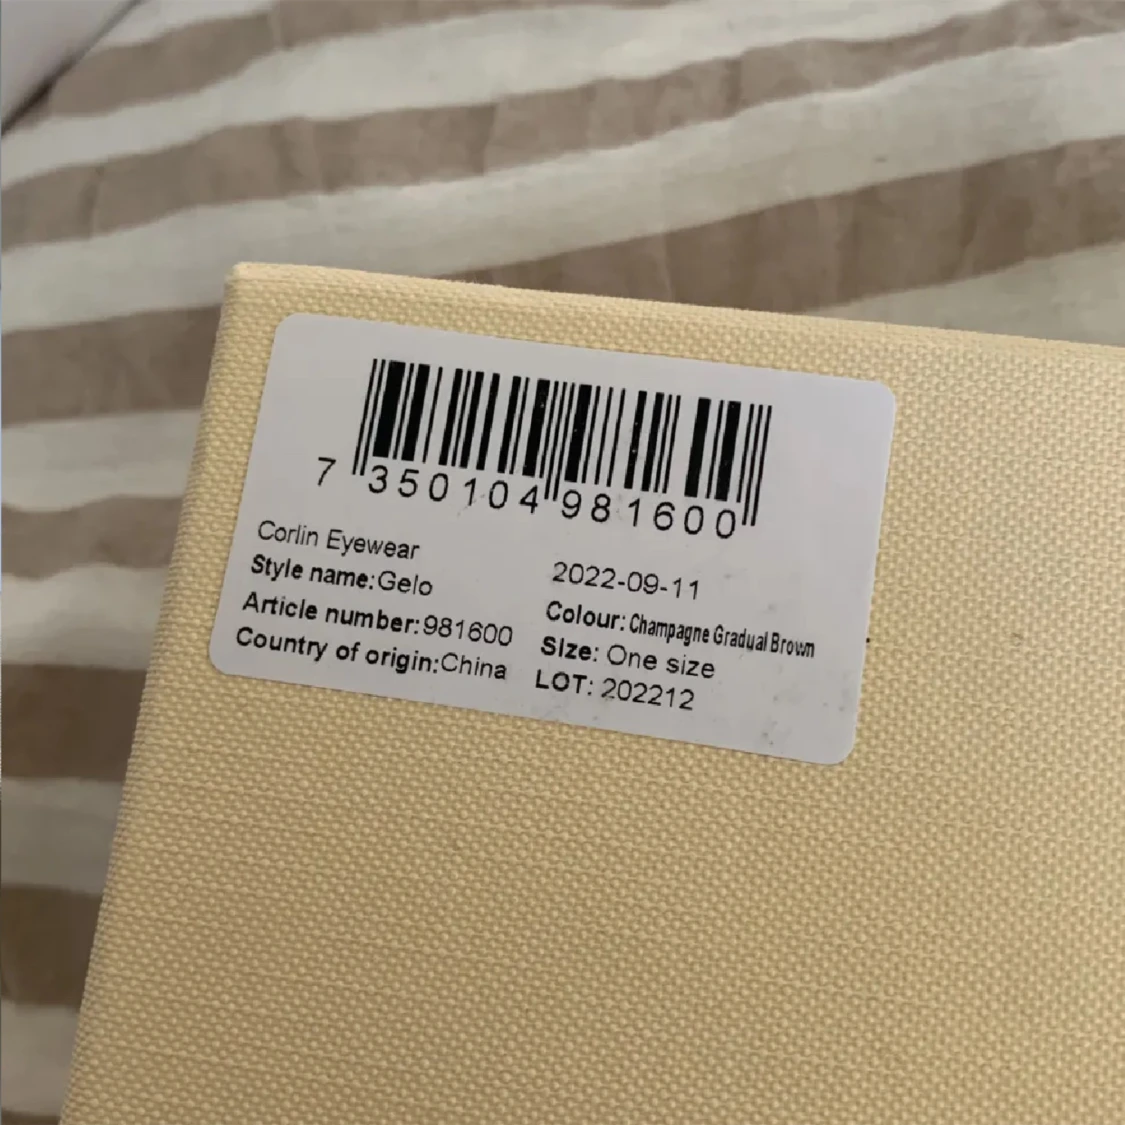 7 350104 981600
Corlin Eyewear
Style name:Gelo
Article number:981600
Country of origin:China
2022-09-11
Colour: Champagne Gradual Brown
Size: One size
LOT: 202212